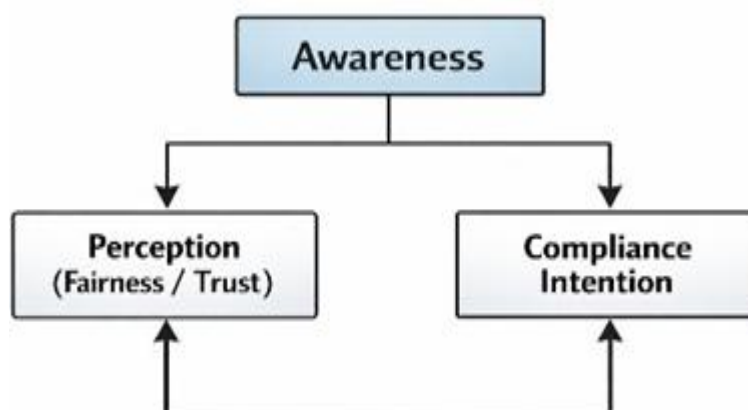 Awareness
Perception
(Fairness / Trust)
Compliance
Intention